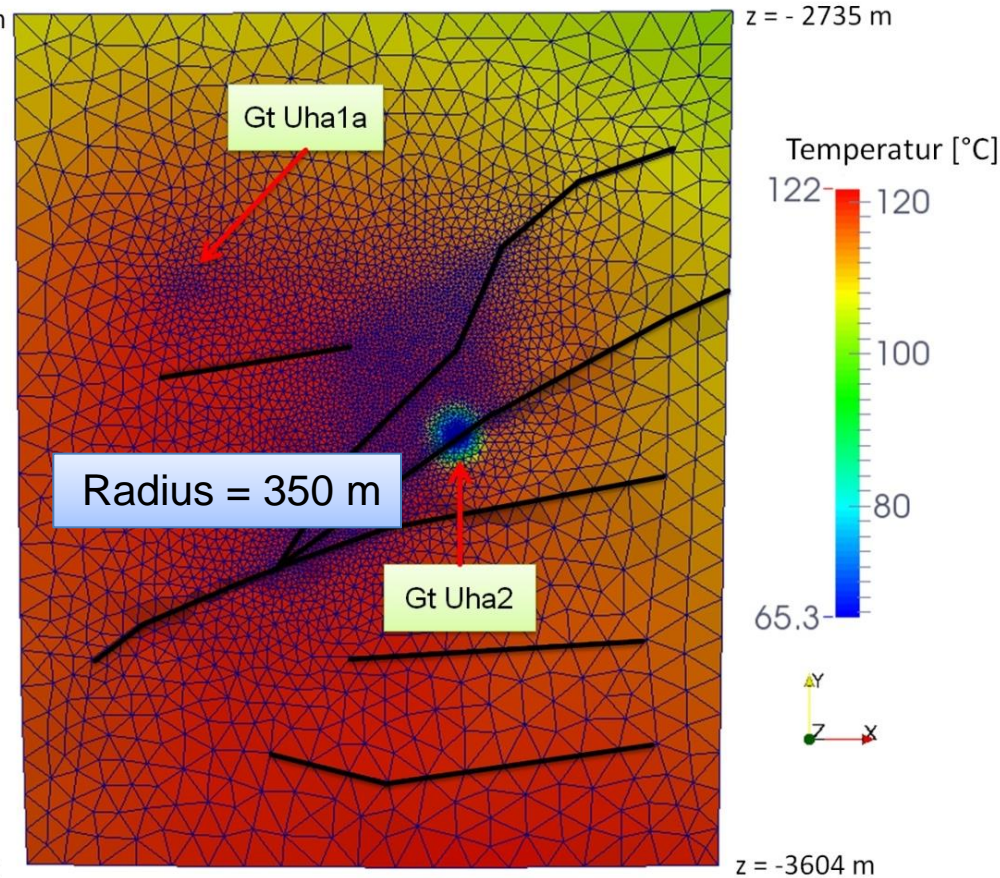 z = - 2735 m
Gt Uha1a
Temperatur [°C]
122
120
100
Radius = 350 m
80
Gt Uha2
65.3
Y
Z
X
z = -3604 m